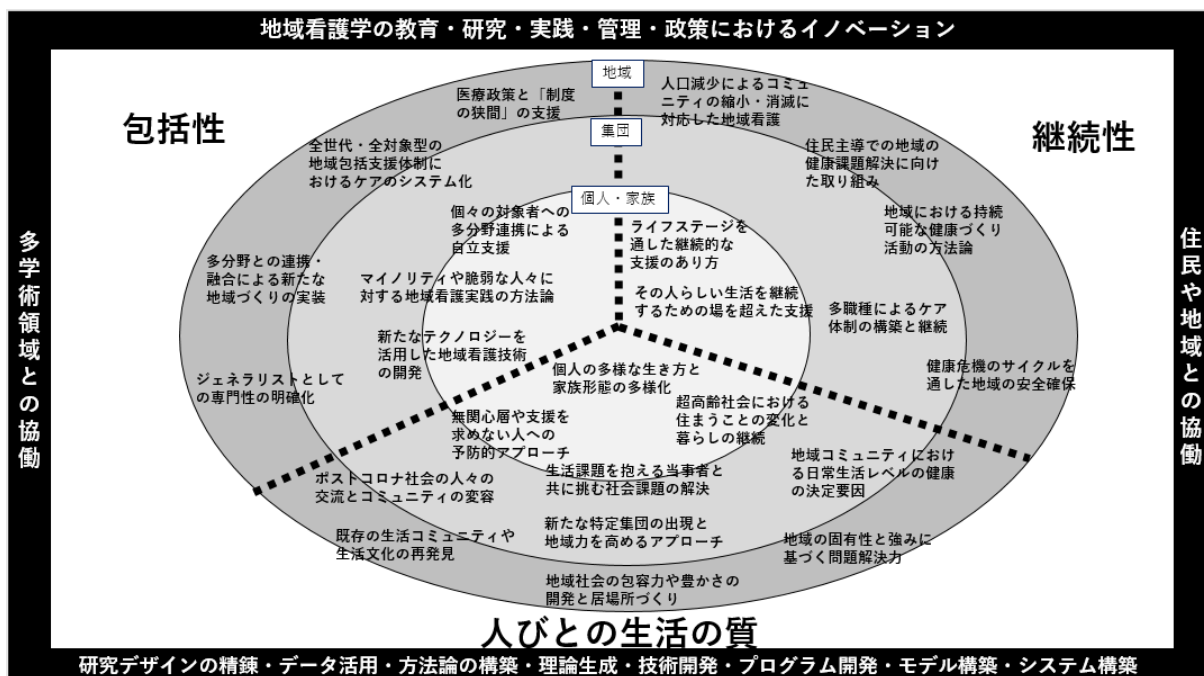 地域看護学の教育・研究・実践・管理・政策におけるイノベーション
包括性
継続性
多学術領域との協働
住民や地域との協働
地域
医療政策と「制度
の狭間」の支援
人口減少によるコミュ
ニティの縮小・消滅に
対応した地域看護
集団
全世代・全対象型の
地域包括支援体制に
おけるケアのシステム化
住民主導での地域の
健康課題解決に向け
た取り組み
個人・家族
個々の対象者への
多分野連携による
自立支援
ライフステージを
通した継続的な
支援のあり方
地域における持続
可能な健康づくり
活動の方法論
多分野との連携・
融合による新たな
地域づくりの実装
マイノリティや脆弱な人々に
対する地域看護実践の方法論
その人らしい生活を継続
するための場を超えた支援
多職種によるケア
体制の構築と継続
新たなテクノロジーを
活用した地域看護技術
の開発
ジェネラリストとして
の専門性の明確化
個人の多様な生き方と
家族形態の多様化
健康危機のサイクルを
通した地域の安全確保
無関心層や支援を
求めない人への
予防的アプローチ
超高齢社会における
住まうことの変化と
暮らしの継続
ポストコロナ社会の人々の
交流とコミュニティの変容
生活課題を抱える当事者と
共に挑む社会課題の解決
地域コミュニティにおけ
る日常生活レベルの健康
の決定要因
既存の生活コミュニティや
生活文化の再発見
新たな特定集団の出現と
地域力を高めるアプローチ
地域の固有性と強みに
基づく問題解決力
地域社会の包容力や豊かさの
開発と居場所づくり
人びとの生活の質
研究デザインの精錬・データ活用・方法論の構築・理論生成・技術開発・プログラム開発・モデル構築・システム構築